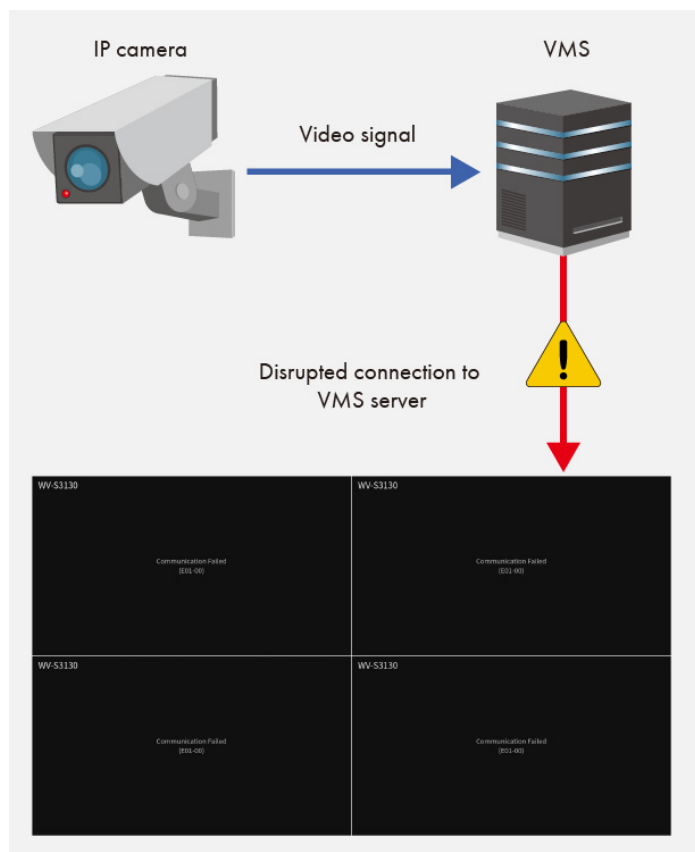 IP camera
VMS
Video signal
Disrupted connection to
VMS server
WV-S3130
WV-S3130
Communication Failed
(E01-00)
Communication Failed
(E01-00)
WV-S3130
WV-S3130
Communication Failed
(E01-00)
Communication Failed
(E01-00)